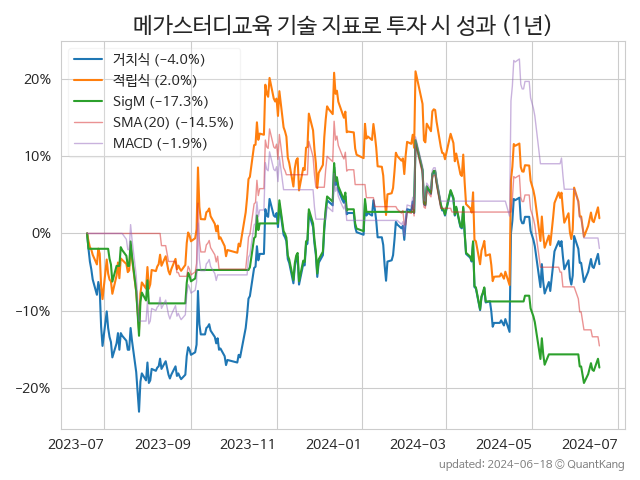 메가스터디교육 기술 지표로 투자 시 성과 (1년)
거치식 (−4.0%)
적립식 (2.0%)
SigM (−17.3%)
SMA(20) (−14.5%)
MACD (−1.9%)
20%
10%
0%
−10%
−20%
2023-07 2023-09 2023-11 2024-01 2024-03 2024-05 2024-07
updated: 2024-06-18 ⓒ QuantKang